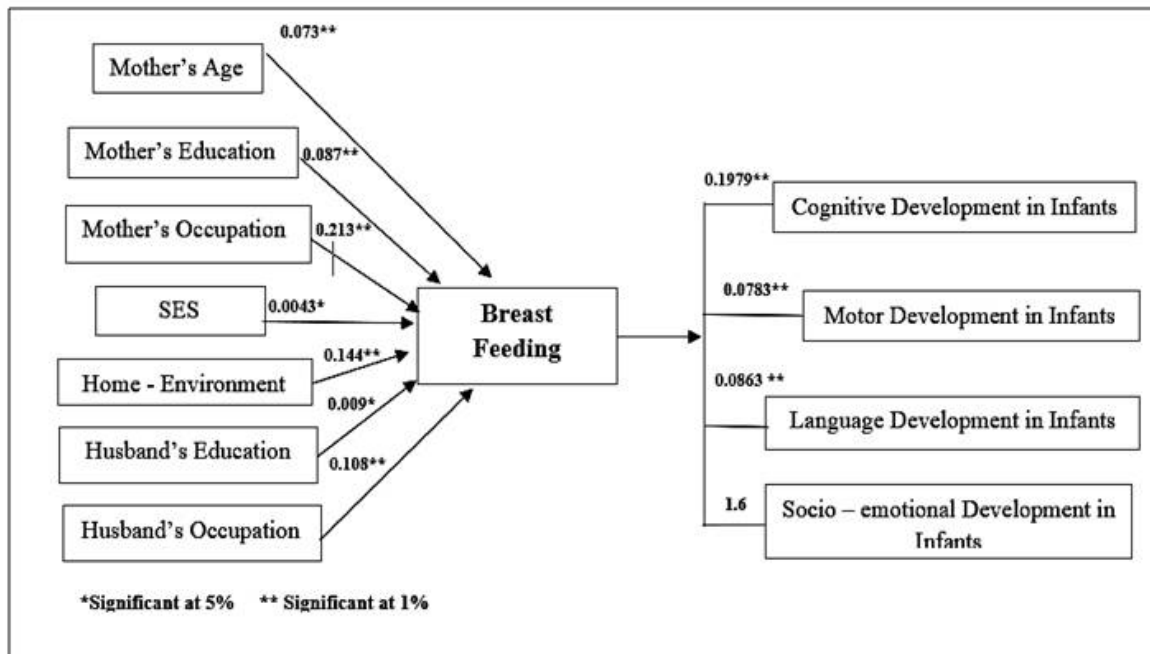 0.073**
Mother's Age
Mother's Education
0.087**
Mother's Occupation
0.213**
SES
0.0043*
Home - Environment
0.144**
Husband's Education
0.009*
Husband's Occupation
0.108**
Breast
Feeding
0.1979**
Cognitive Development in Infants
0.0783**
Motor Development in Infants
0.0863 **
Language Development in Infants
1.6
Socio – emotional Development in
Infants
*Significant at 5% ** Significant at 1%